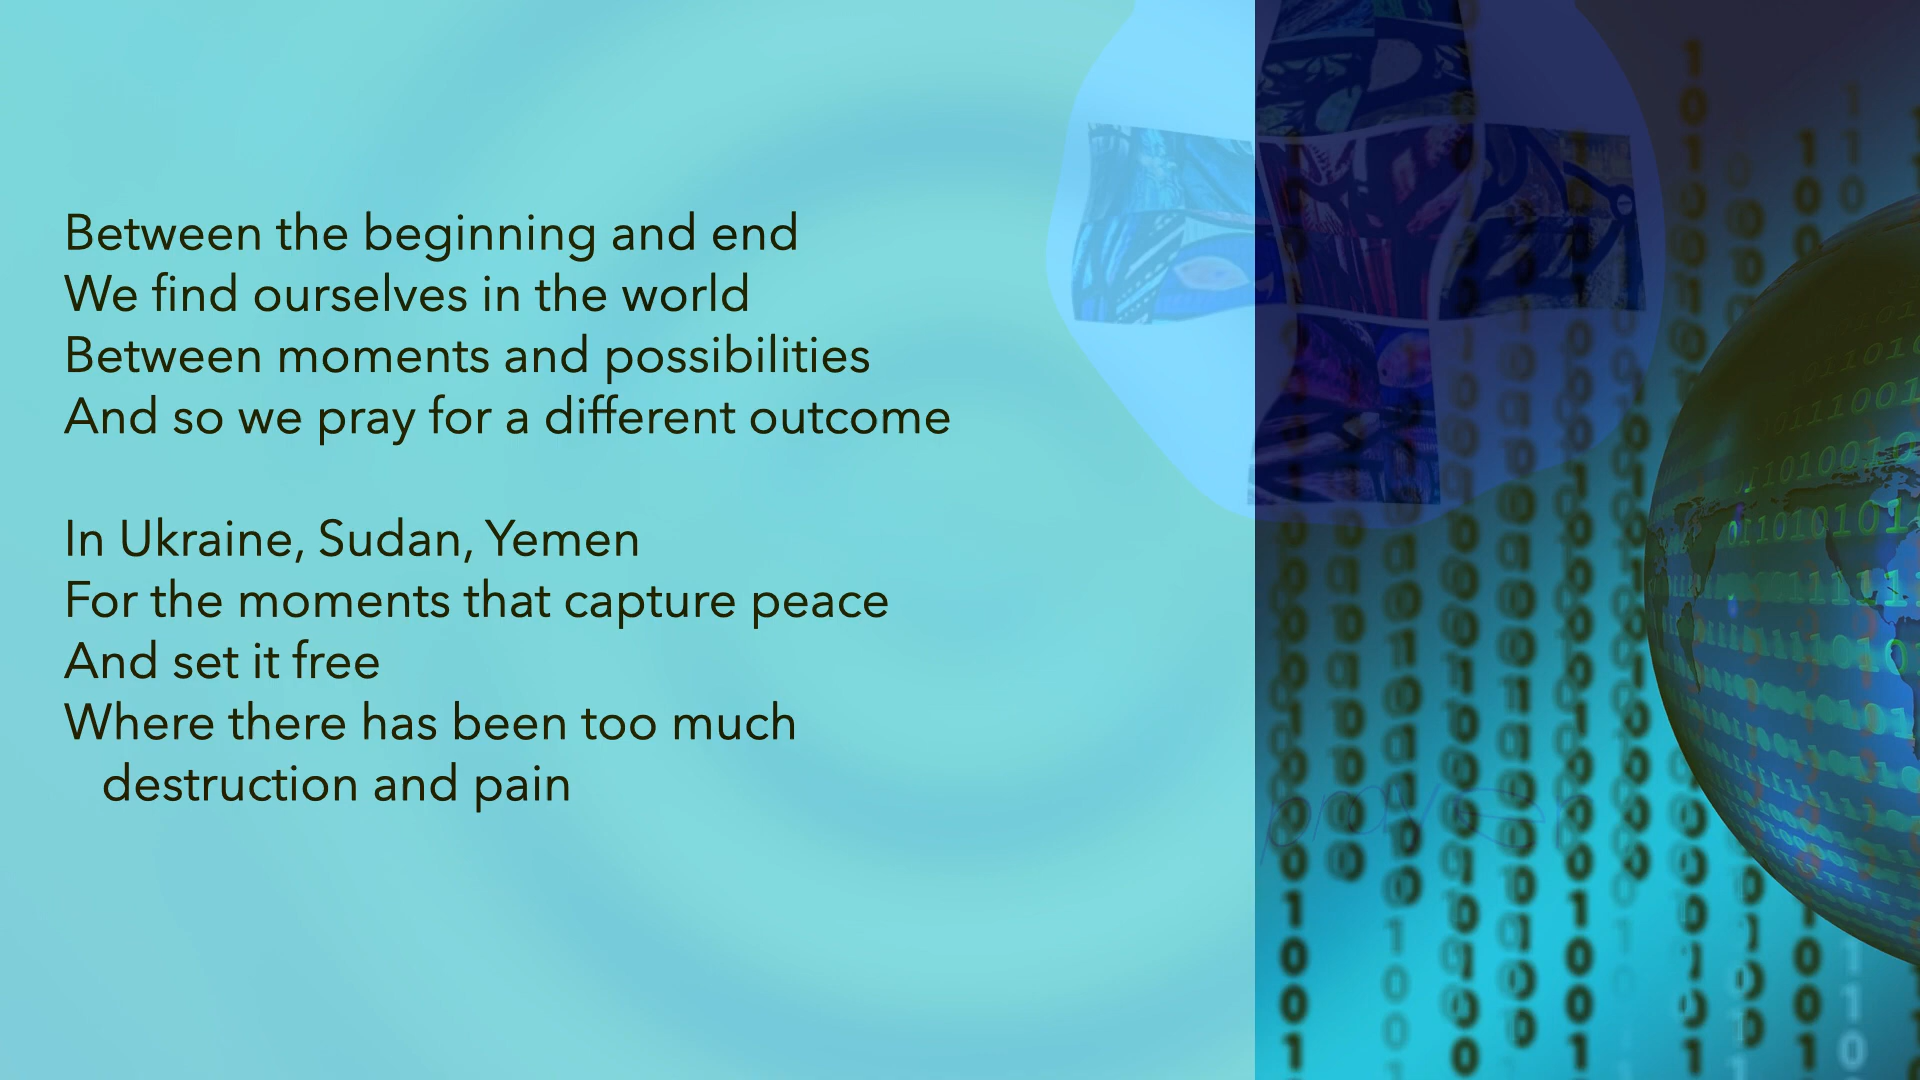 Between the beginning and end
We find ourselves in the world
Between moments and possibilities
And so we pray for a different outcome
In Ukraine, Sudan, Yemen
For the moments that capture peace
And set it free
Where there has been too much
destruction and pain
prayer